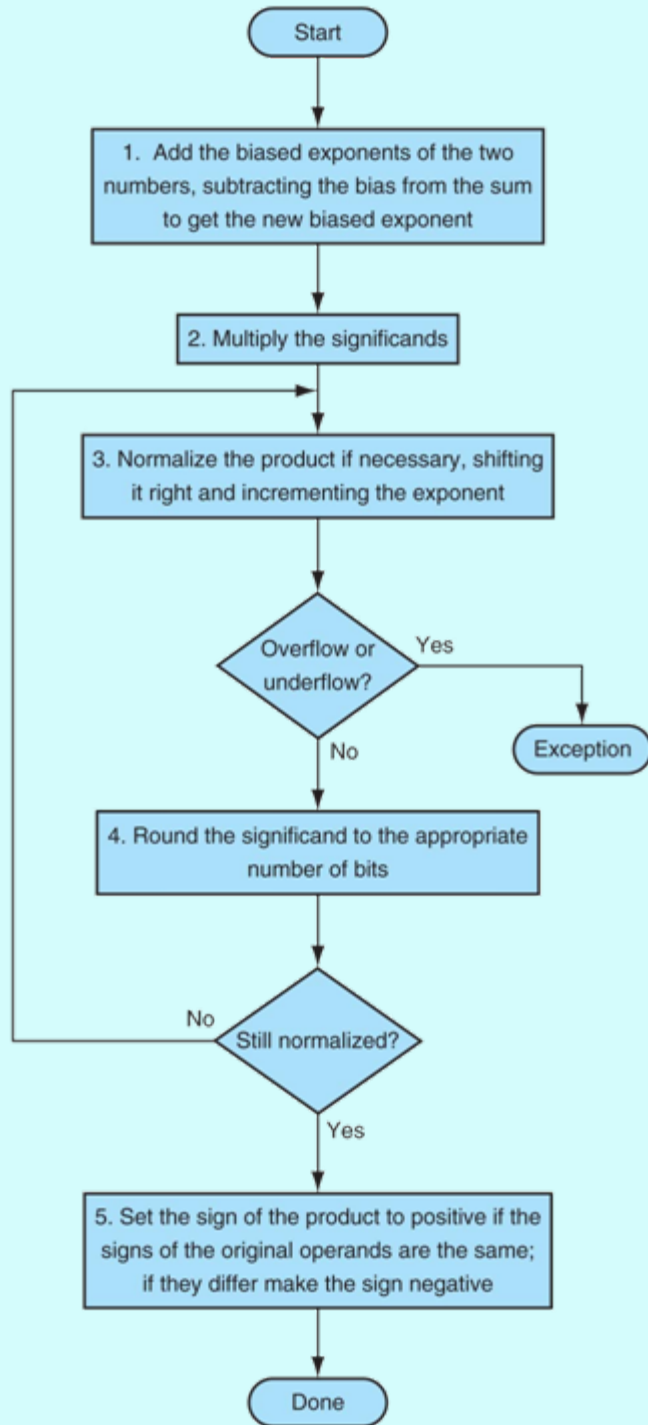 Start
1. Add the biased exponents of the two
numbers, subtracting the bias from the sum
to get the new biased exponent
2. Multiply the significands
3. Normalize the product if necessary, shifting
it right and incrementing the exponent
Overflow or
underflow?
Yes
No
Exception
4. Round the significand to the appropriate
number of bits
No
Still normalized?
Yes
5. Set the sign of the product to positive if the
signs of the original operands are the same;
if they differ make the sign negative
Done